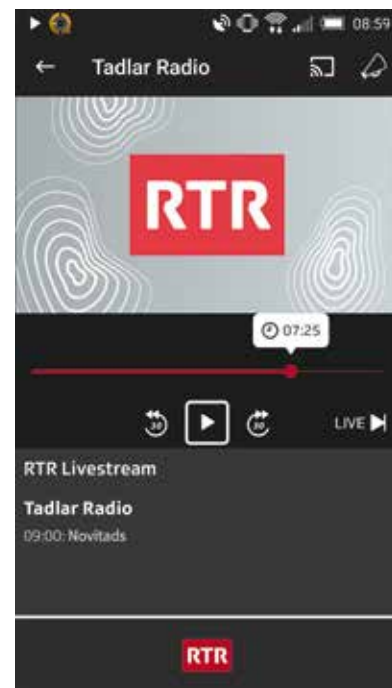 08:59
Tadlar Radio
RTR
07:25
30 30 LIVE
RTR Livestream
Tadlar Radio
09:00: Novitads
RTR